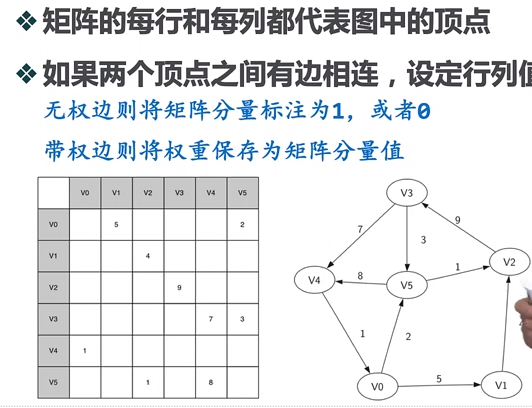 ❖ 矩阵的每行和每列都代表图中的顶点
❖ 如果两个顶点之间有边相连，设定行列值
无权边则将矩阵分量标注为1，或者0
带权边则将权重保存为矩阵分量值
V0 V1 V2 V3 V4 V5
V0 5 2
V1 4
V2 9
V3 7 3
V4 1
V5 1 8
V3
7 3 9
V4 8 V5 1 V2
1 2
V0 5 V1